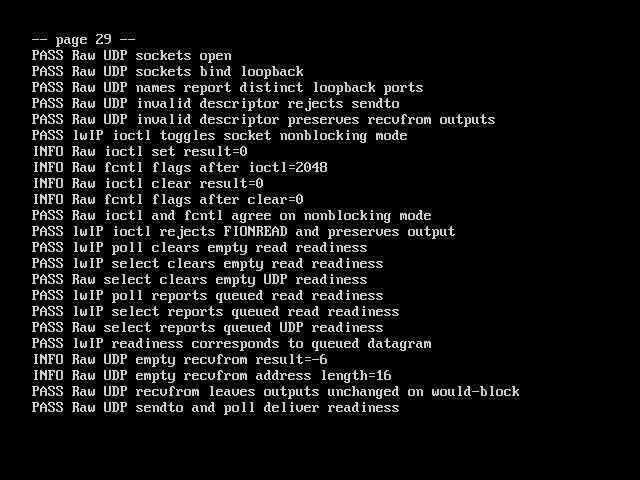 -- page 29 --
PASS Raw UDP sockets open
PASS Raw UDP sockets bind loopback
PASS Raw UDP names report distinct loopback ports
PASS Raw UDP invalid descriptor rejects sendto
PASS Raw UDP invalid descriptor preserves recvfrom outputs
PASS lwIP ioctl toggles socket nonblocking mode
INFO Raw ioctl set result=0
INFO Raw fcntl flags after ioctl=2048
INFO Raw ioctl clear result=0
INFO Raw fcntl flags after clear=0
PASS Raw ioctl and fcntl agree on nonblocking mode
PASS lwIP ioctl rejects FIONREAD and preserves output
PASS lwIP poll clears empty read readiness
PASS lwIP select clears empty read readiness
PASS Raw select clears empty UDP readiness
PASS lwIP poll reports queued read readiness
PASS lwIP select reports queued read readiness
PASS Raw select reports queued UDP readiness
PASS lwIP readiness corresponds to queued datagram
INFO Raw UDP empty recvfrom result=-6
INFO Raw UDP empty recvfrom address length=16
PASS Raw UDP recvfrom leaves outputs unchanged on would-block
PASS Raw UDP sendto and poll deliver readiness